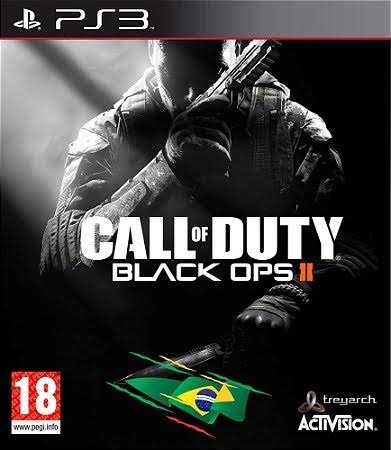 PS3
CALL OF DUTY®
BLACK OPS II
18
www.pegi.info
treyarch
ACTIVISION®